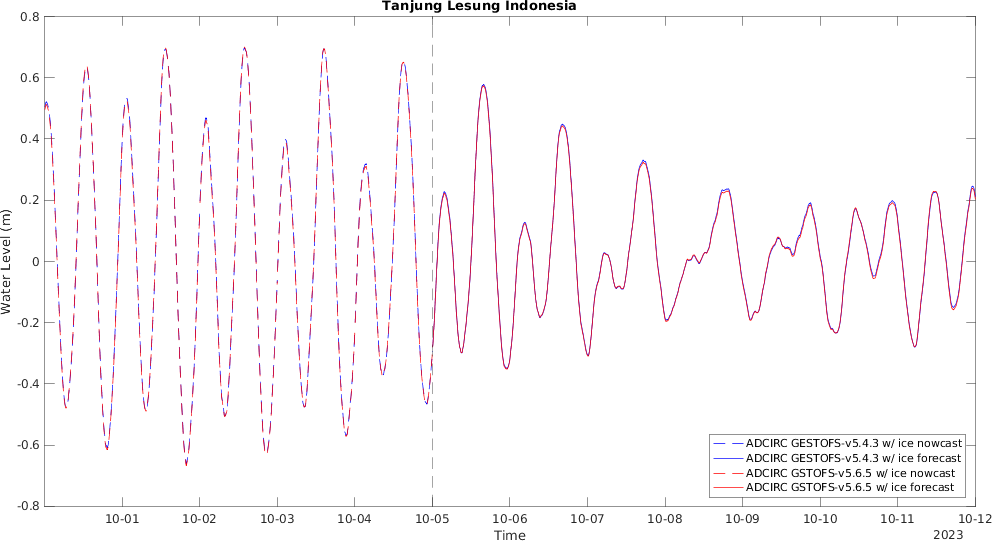 Tanjung Lesung Indonesia
0.8
0.6
0.4
0.2
0
-0.2
-0.4
-0.6
-0.8
Water Level (m)
10-01 10-02 10-03 10-04 10-05 10-06 10-07 10-08 10-09 10-10 10-11 10-12
Time
2023
ADCIRC GESTOFS-v5.4.3 w/ ice nowcast
ADCIRC GESTOFS-v5.4.3 w/ ice forecast
ADCIRC GSTOFS-v5.6.5 w/ ice nowcast
ADCIRC GSTOFS-v5.6.5 w/ ice forecast